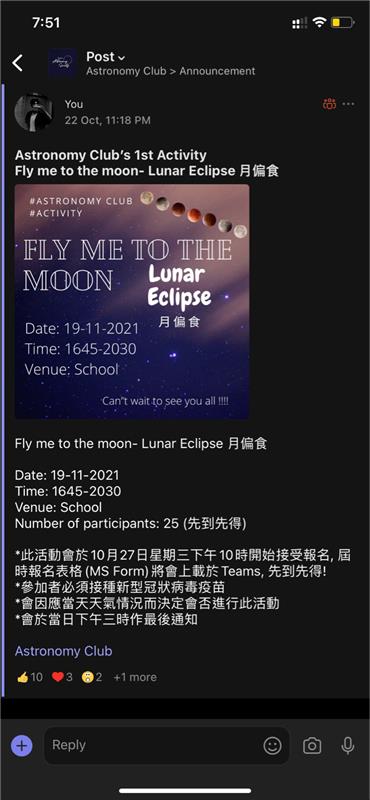 7:51
Post
Astronomy Club > Announcement
You
22 Oct, 11:18 PM
Astronomy Club's 1st Activity
Fly me to the moon- Lunar Eclipse 月偏食
#ASTRONOMY CLUB
#ACTIVITY
FLY ME TO THE
MOON
Lunar
Eclipse
月偏食
Date: 19-11-2021
Time: 1645-2030
Venue: School
Can"t wait to see you all !!!!
Fly me to the moon- Lunar Eclipse 月偏食
Date: 19-11-2021
Time: 1645-2030
Venue: School
Number of participants: 25 (先到先得)
*此活動會於10月27日星期三下午10時開始接受報名, 屆
時報名表格(MS Form)將會上載於Teams, 先到先得!
*參加者必須接種新型冠狀病毒疫苗
*會因應當天天氣情況而決定會否進行此活動
*會於當日下午三時作最後通知
Astronomy Club
10 3 2 +1 more
Reply